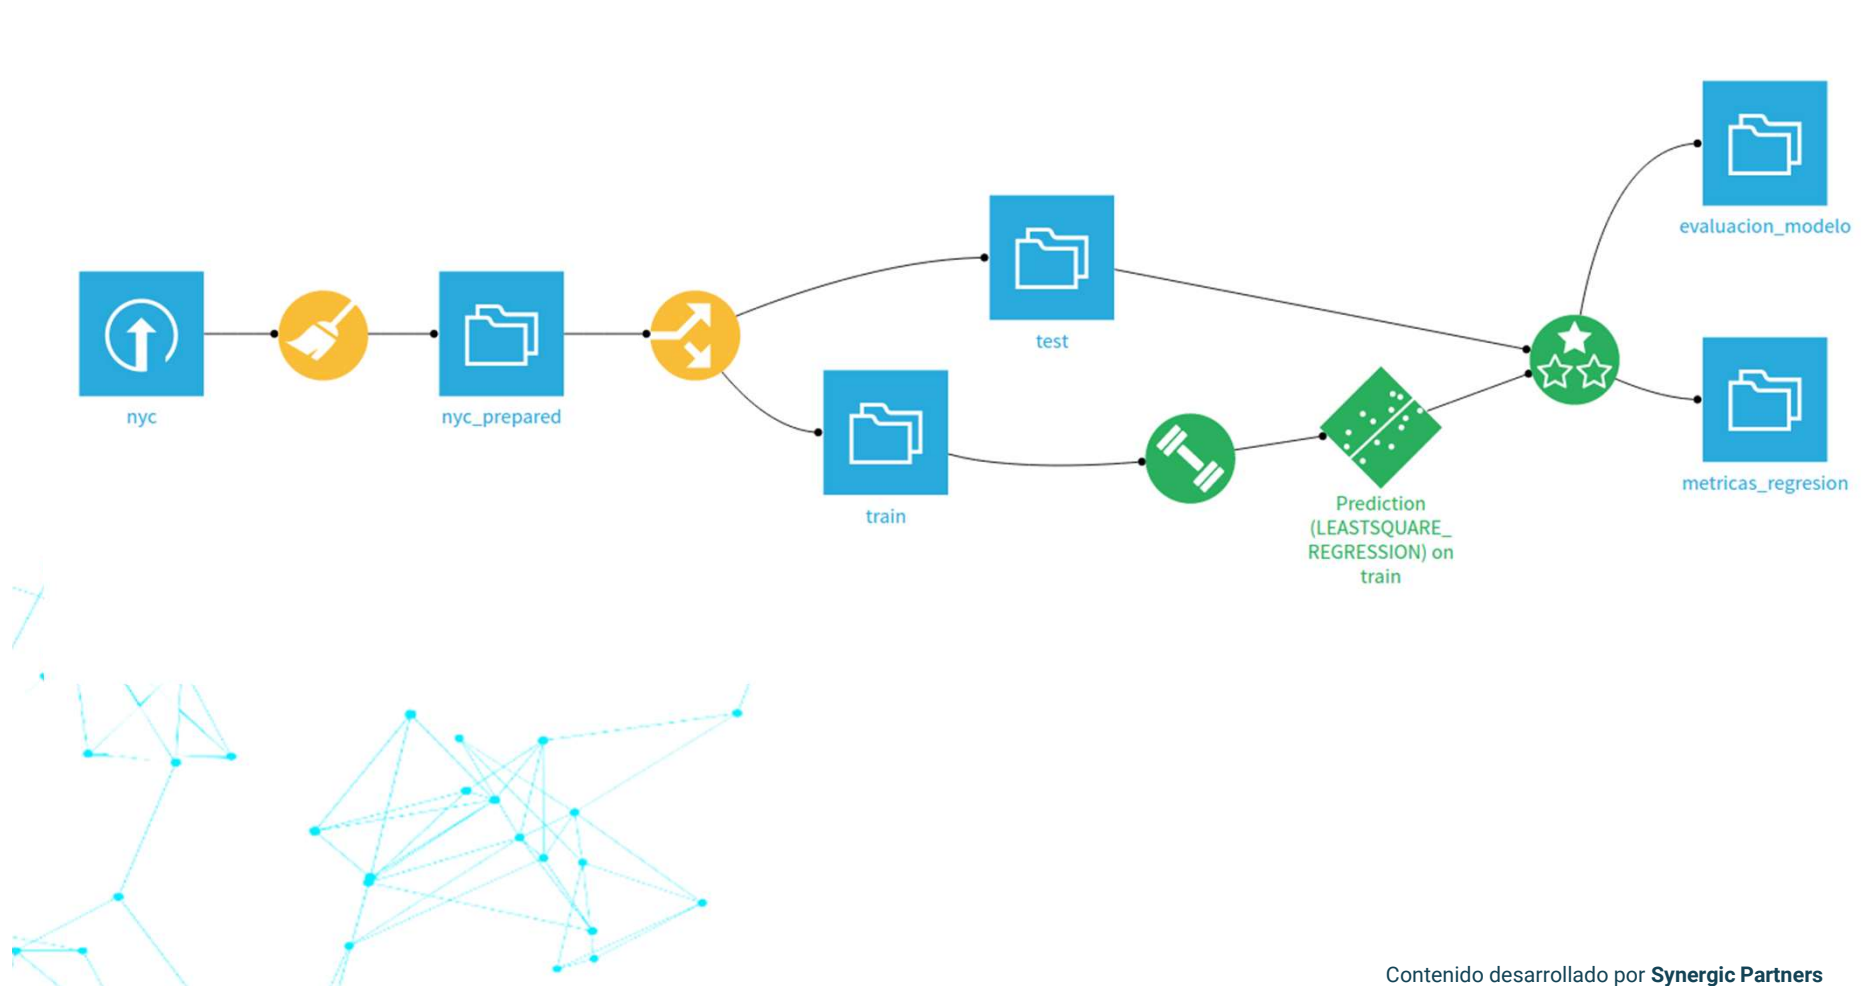 evaluacion_modelo
test
nyc
nyc_prepared
metricas_regresion
train
Prediction
(LEASTSQUARE_
REGRESSION) on
train
Contenido desarrollado por Synergic Partners